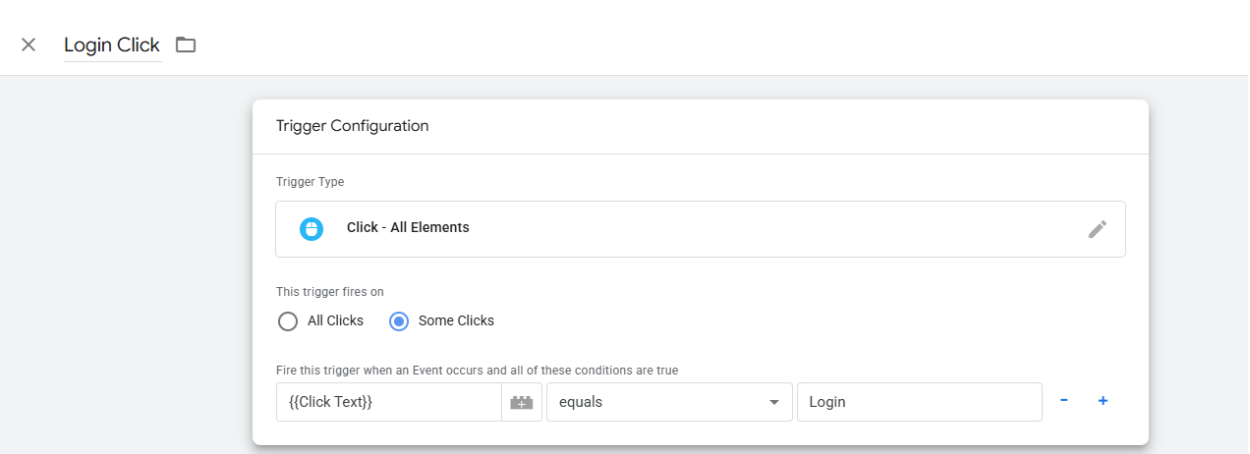 Login Click
Trigger Configuration
Trigger Type
Click - All Elements
This trigger fires on
All Clicks Some Clicks
Fire this trigger when an Event occurs and all of these conditions are true
{{Click Text}} equals Login - +